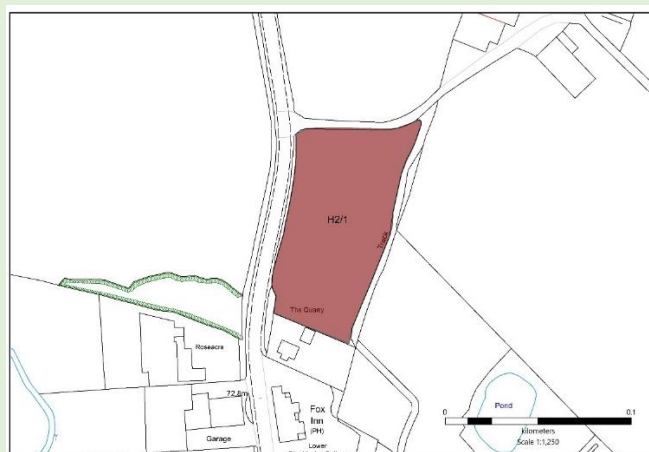 H2/1
Track
The Quarry
Roseacre
72.8m
Fox
Inn
(PH)
Lower
Garage
Pond
0
0.1
kilometers
Scale 1:1,250